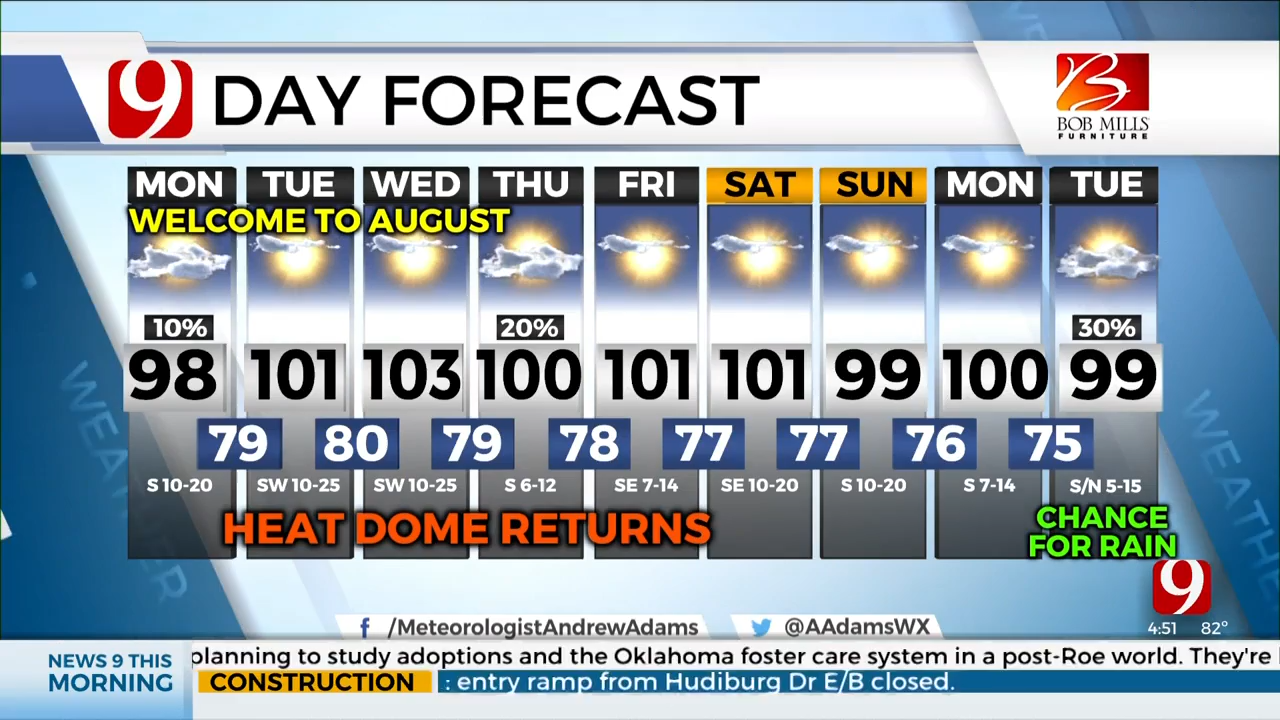 9 DAY FORECAST
B
BOB MILLS
FURNITURE
MON TUE WED THU FRI SAT SUN MON TUE
WELCOME TO AUGUST
10% 20% 30%
98 101 103 100 101 101 99 100 99
79 80 79 78 77 77 76 75
S 10-20 SW 10-25 SW 10-25 S 6-12 SE 7-14 SE 10-20 S 10-20 S 7-14 S/N 5-15
HEAT DOME RETURNS
CHANCE
FOR RAIN
9
f /MeteorologistAndrewAdams @AAdamsWX
4:51 82°
NEWS 9 THIS
MORNING
planning to study adoptions and the Oklahoma foster care system in a post-Roe world. They're
CONSTRUCTION : entry ramp from Hudiburg Dr E/B closed.